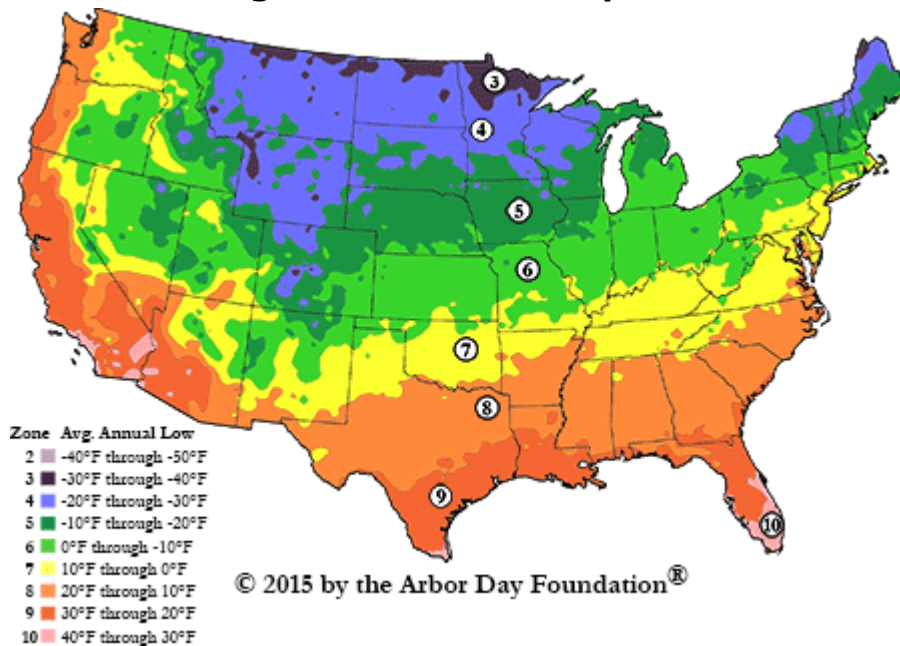 3
4
5
6
7
8
9
10
Zone Avg. Annual Low
2 -40°F through -50°F
3 -30°F through -40°F
4 -20°F through -30°F
5 -10°F through -20°F
6 0°F through -10°F
7 10°F through 0°F
8 20°F through 10°F
9 30°F through 20°F
10 40°F through 30°F
© 2015 by the Arbor Day Foundation®